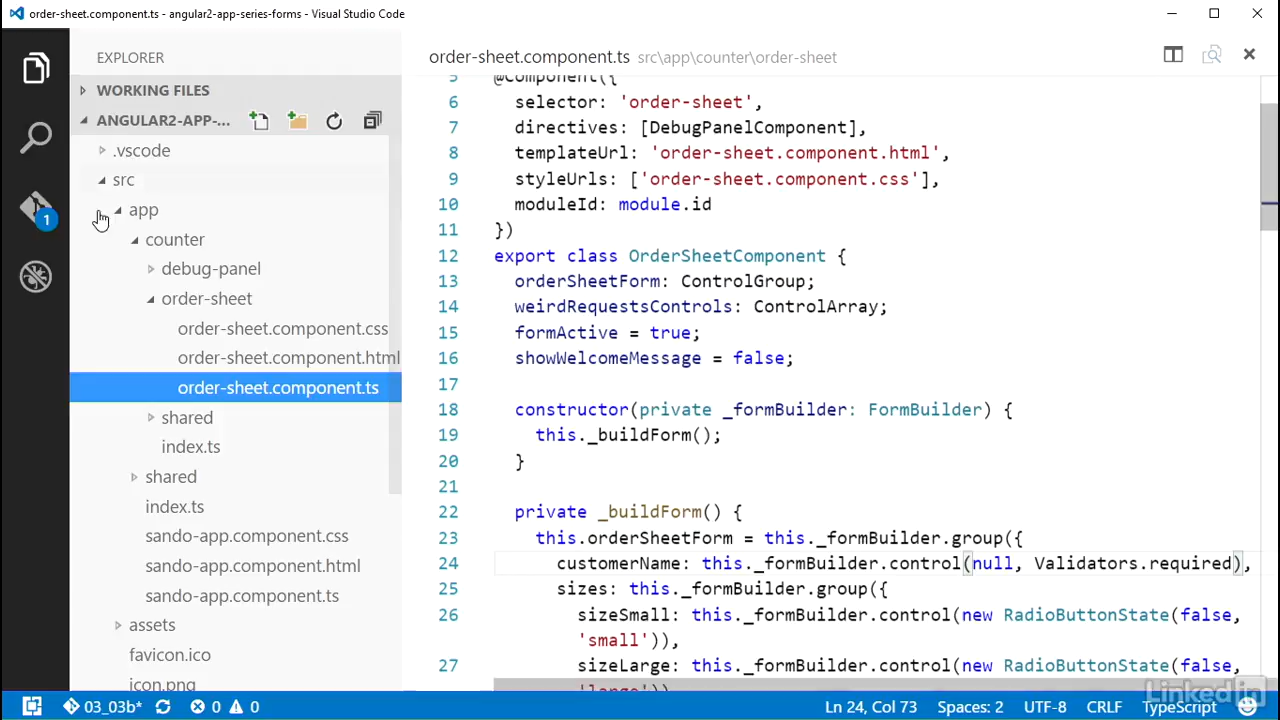 order-sheet.component.ts - angular2-app-series-forms - Visual Studio Code
EXPLORER
WORKING FILES
ANGULAR2-APP-...
.vscode
src
app
counter
debug-panel
order-sheet
order-sheet.component.css
order-sheet.component.html
order-sheet.component.ts
shared
index.ts
shared
index.ts
sando-app.component.css
sando-app.component.html
sando-app.component.ts
assets
favicon.ico
icon.png
1
order-sheet.component.ts src\app\counter\order-sheet
5 @Component({
6 selector: 'order-sheet',
7 directives: [DebugPanelComponent],
8 templateUrl: 'order-sheet.component.html',
9 styleUrls: ['order-sheet.component.css'],
10 moduleId: module.id
11 })
12 export class OrderSheetComponent {
13 orderSheetForm: ControlGroup;
14 weirdRequestsControls: ControlArray;
15 formActive = true;
16 showWelcomeMessage = false;
17
18 constructor(private _formBuilder: FormBuilder) {
19 this._buildForm();
20 }
21
22 private _buildForm() {
23 this.orderSheetForm = this._formBuilder.group({
24 customerName: this._formBuilder.control(null, Validators.required),
25 sizes: this._formBuilder.group({
26 sizeSmall: this._formBuilder.control(new RadioButtonState(false,
'small')),
27 sizeLarge: this._formBuilder.control(new RadioButtonState(false,
'large'))
Linked in
03_03b* 0 0 Ln 24, Col 73 Spaces: 2 UTF-8 CRLF TypeScript